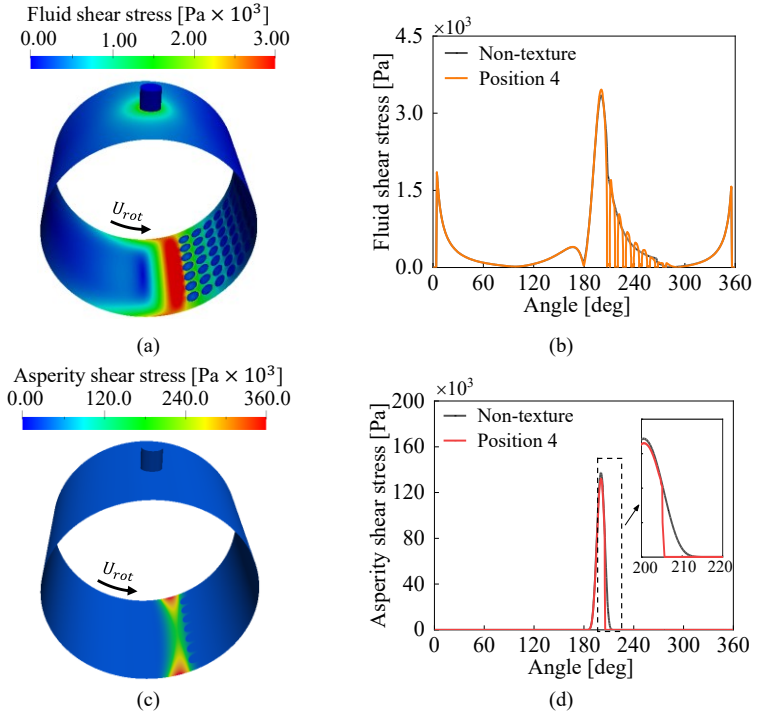 Fluid shear stress [Pa × 10³]
0.00 1.00 2.00 3.00
U_rot
(a)
×10³
4.5
3.0
1.5
0.0
Fluid shear stress [Pa]
Non-texture
Position 4
0 60 120 180 240 300 360
Angle [deg]
(b)
Asperity shear stress [Pa × 10³]
0.00 120.0 240.0 360.0
U_rot
(c)
×10³
200
160
120
80
40
0
Asperity shear stress [Pa]
Non-texture
Position 4
200 210 220
0 60 120 180 240 300 360
Angle [deg]
(d)